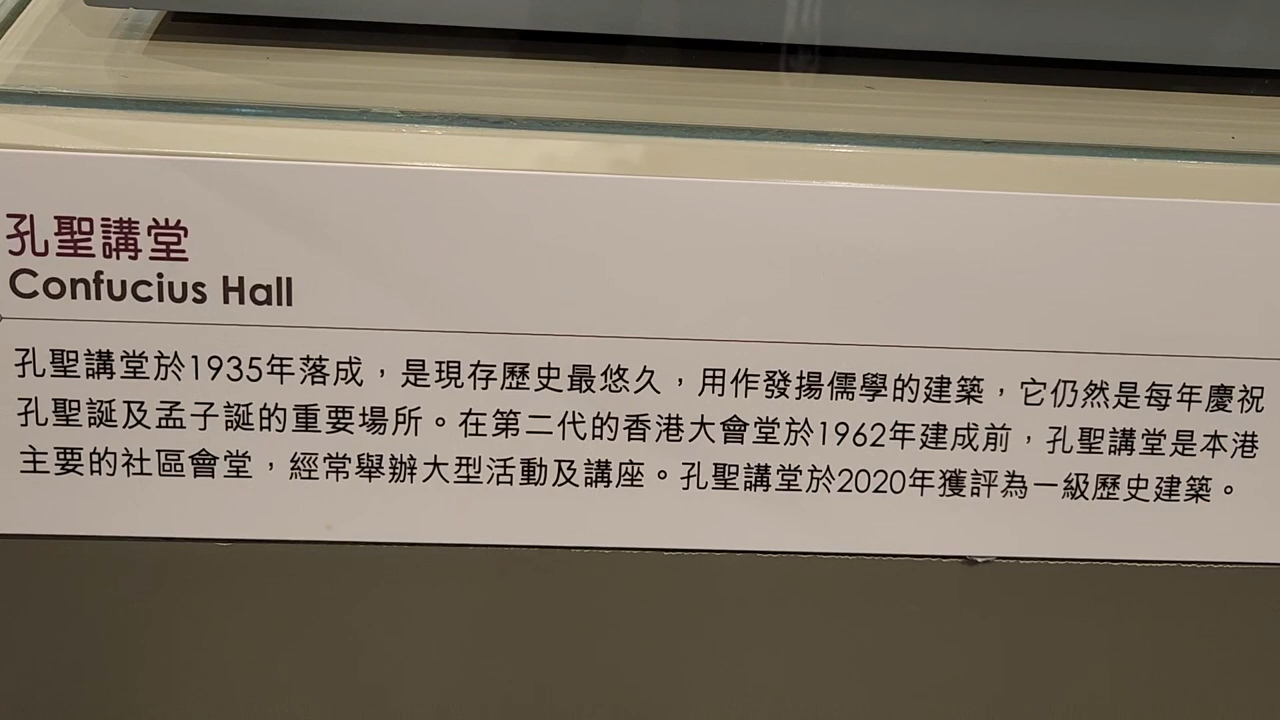 孔聖講堂
Confucius Hall
孔聖講堂於1935年落成，是現存歷史最悠久，用作發揚儒學的建築，它仍然是每年慶祝
孔聖誕及孟子誕的重要場所。在第二代的香港大會堂於1962年建成前，孔聖講堂是本港
主要的社區會堂，經常舉辦大型活動及講座。孔聖講堂於2020年獲評為一級歷史建築。